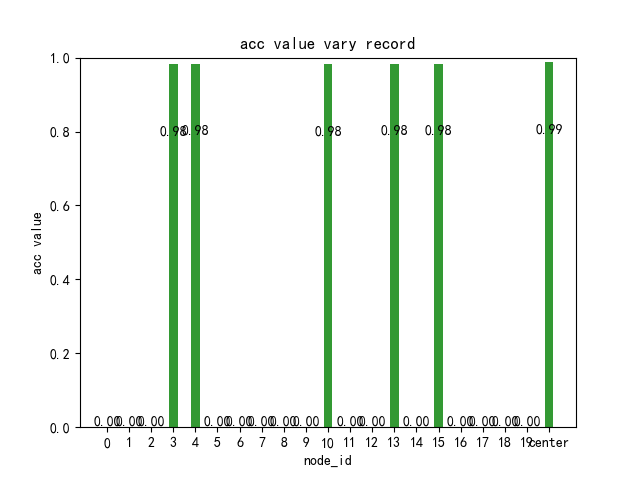 acc value vary record
1.0
0.8
0.6
0.4
0.2
0.0
acc value
0.98 0.98 0.98 0.98 0.98 0.99
0.00 0.00 0.00 0.00 0.00 0.00 0.00 0.00 0.00 0.00 0.00 0.00 0.00 0.00 0.00
0 1 2 3 4 5 6 7 8 9 10 11 12 13 14 15 16 17 18 19 center
node_id